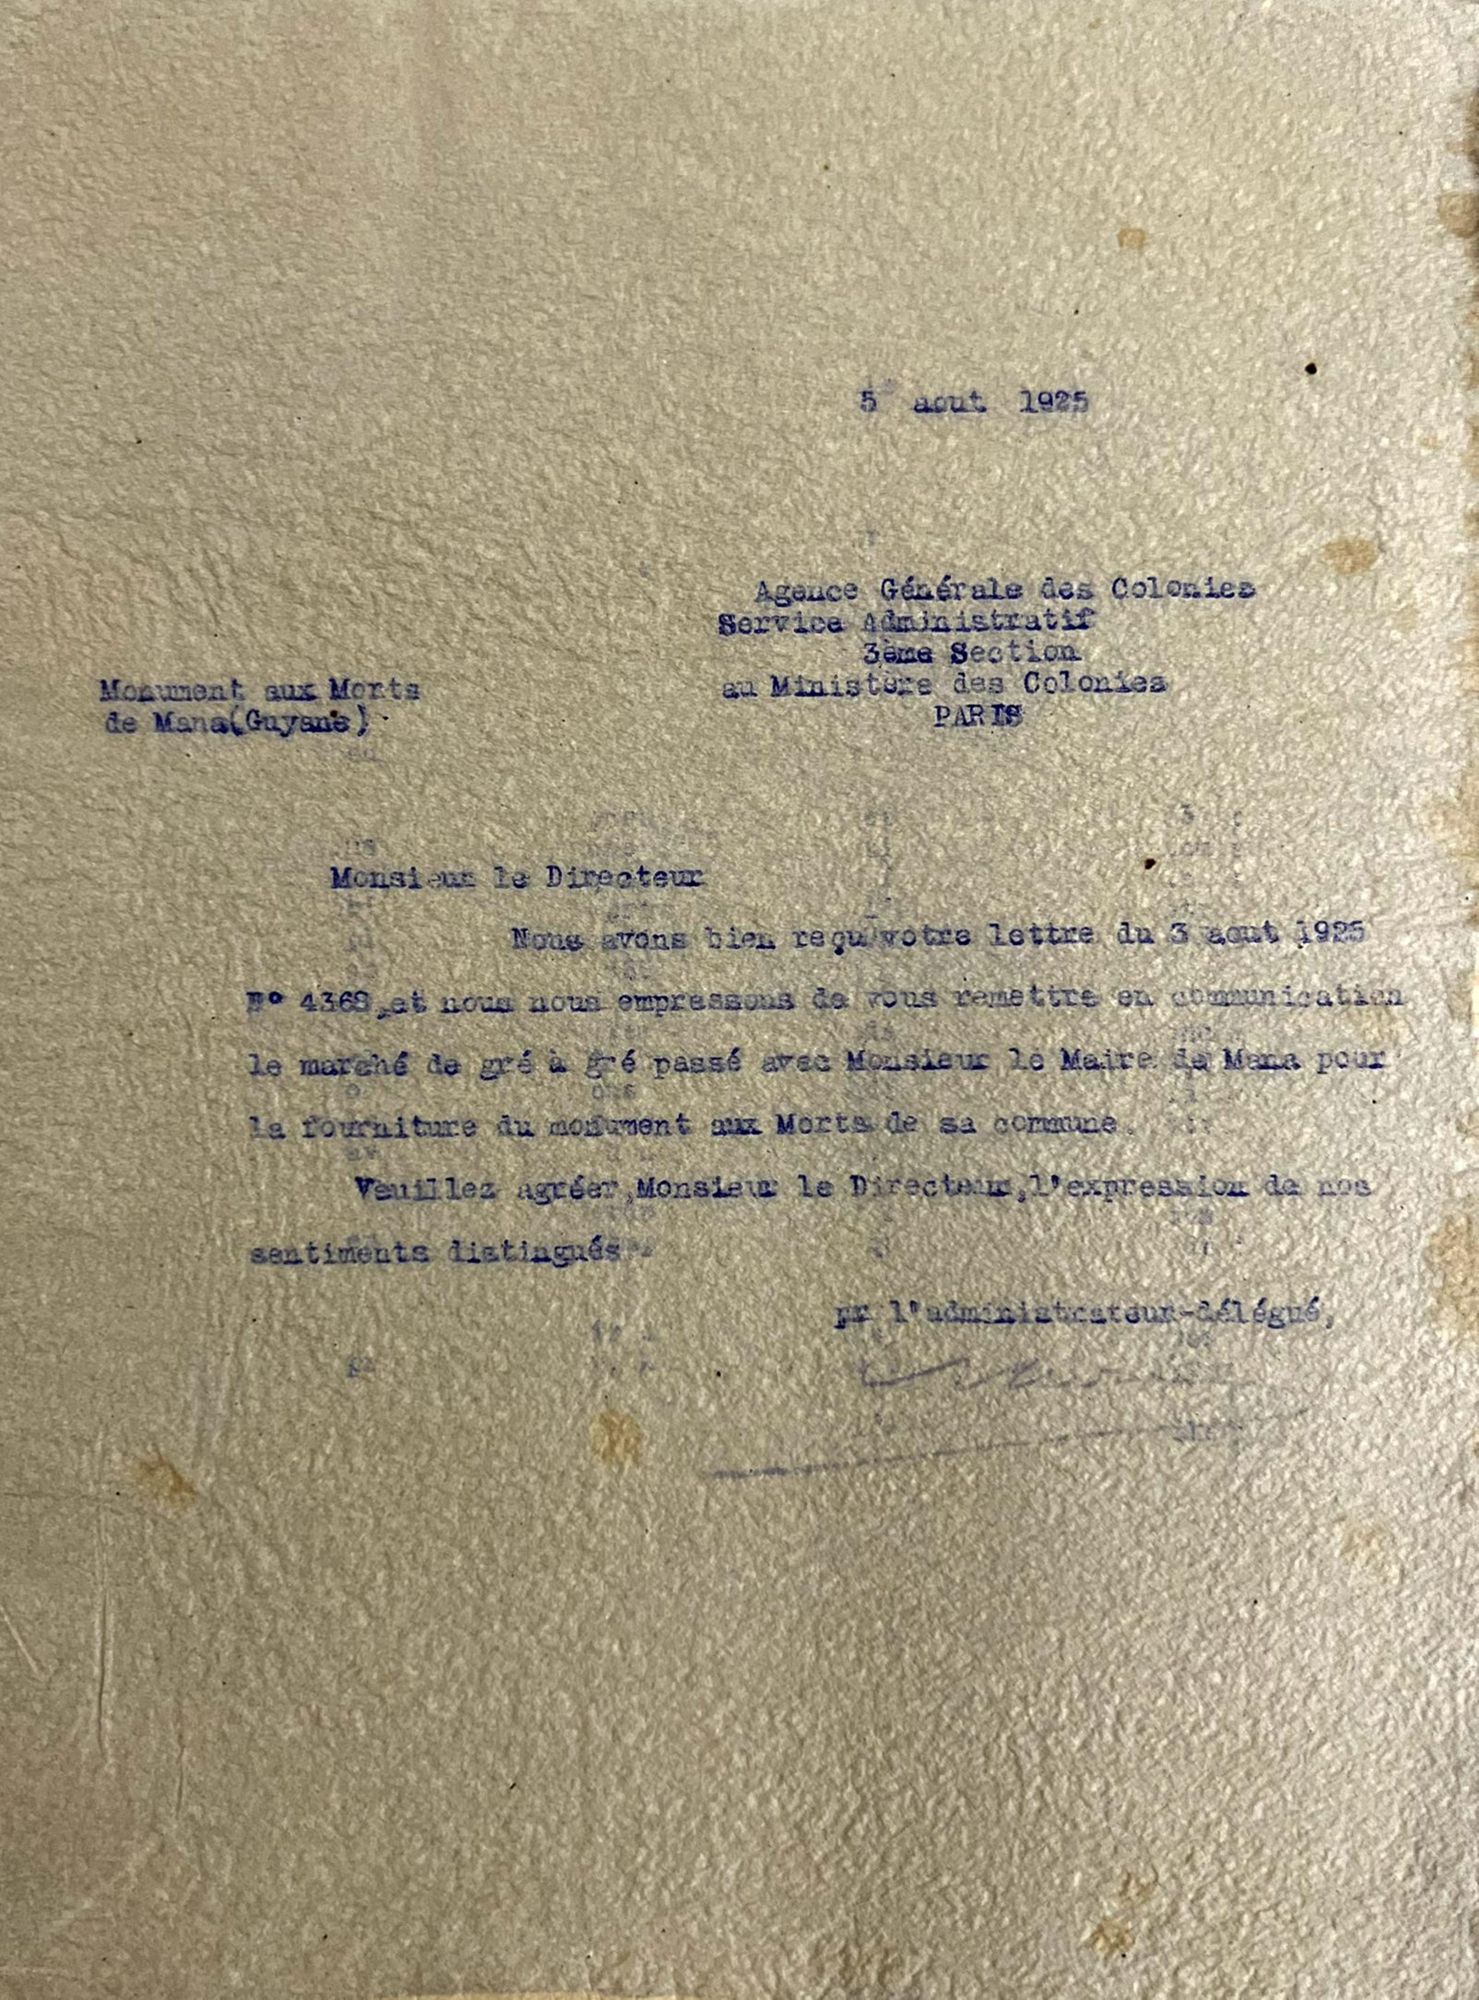 5 aout 1925
Agence Générale des Colonies
Service Administratif
3ème Section
au Ministère des Colonies
PARIS
Monument aux Morts
de Mana(Guyane)
Monsieur le Directeur
Nous avons bien reçu votre lettre du 3 aout 1925
N° 4368, et nous nous empressons de vous remettre en communication
le marché de gré à gré passé avec Monsieur le Maire de Mana pour
la fourniture du monument aux Morts de sa commune.
Veuillez agréer,Monsieur le Directeur,l'expression de nos
sentiments distingués
pr l'administrateur-délégué,